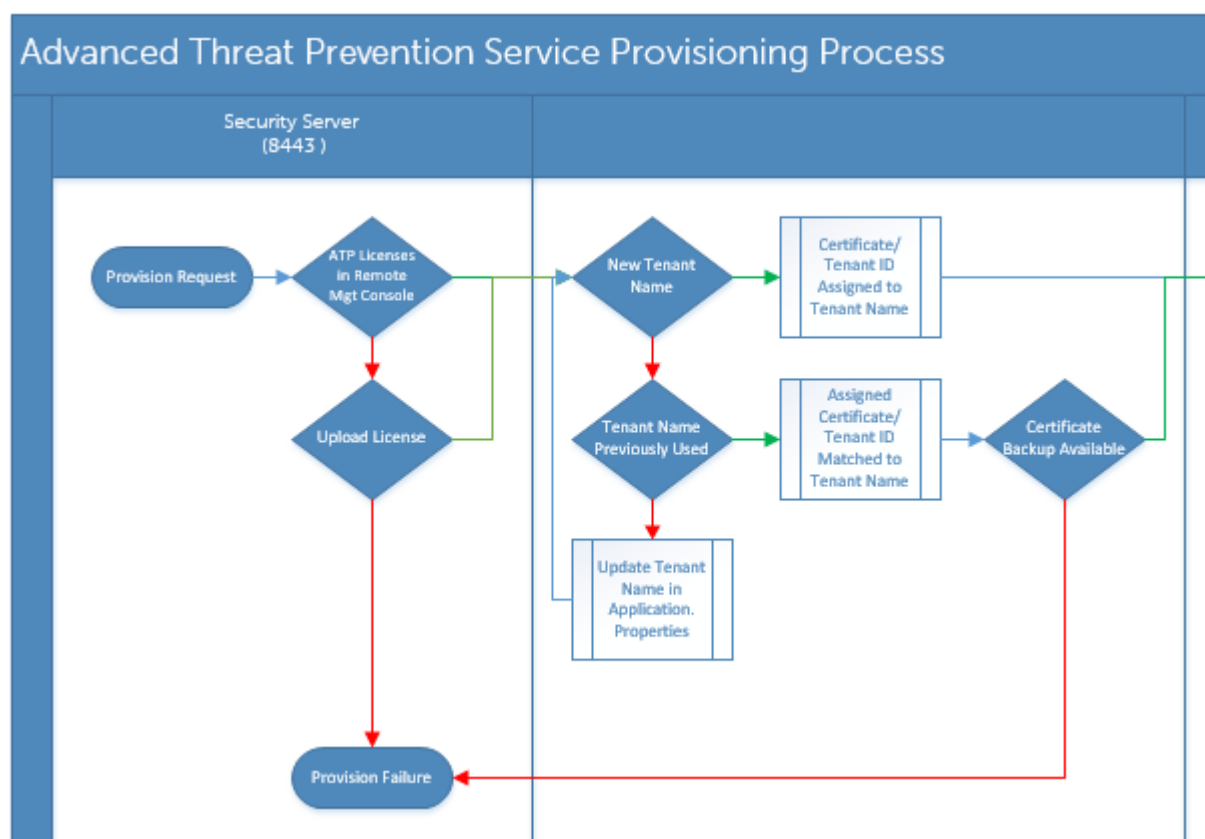 Advanced Threat Prevention Service Provisioning Process
Security Server
(8443 )
Provision Request
ATP Licenses
in Remote
Mgt Console
New Tenant
Name
Certificate/
Tenant ID
Assigned to
Tenant Name
Upload License
Tenant Name
Previously Used
Assigned
Certificate/
Tenant ID
Matched to
Tenant Name
Certificate
Backup Available
Update Tenant
Name in
Application.
Properties
Provision Failure